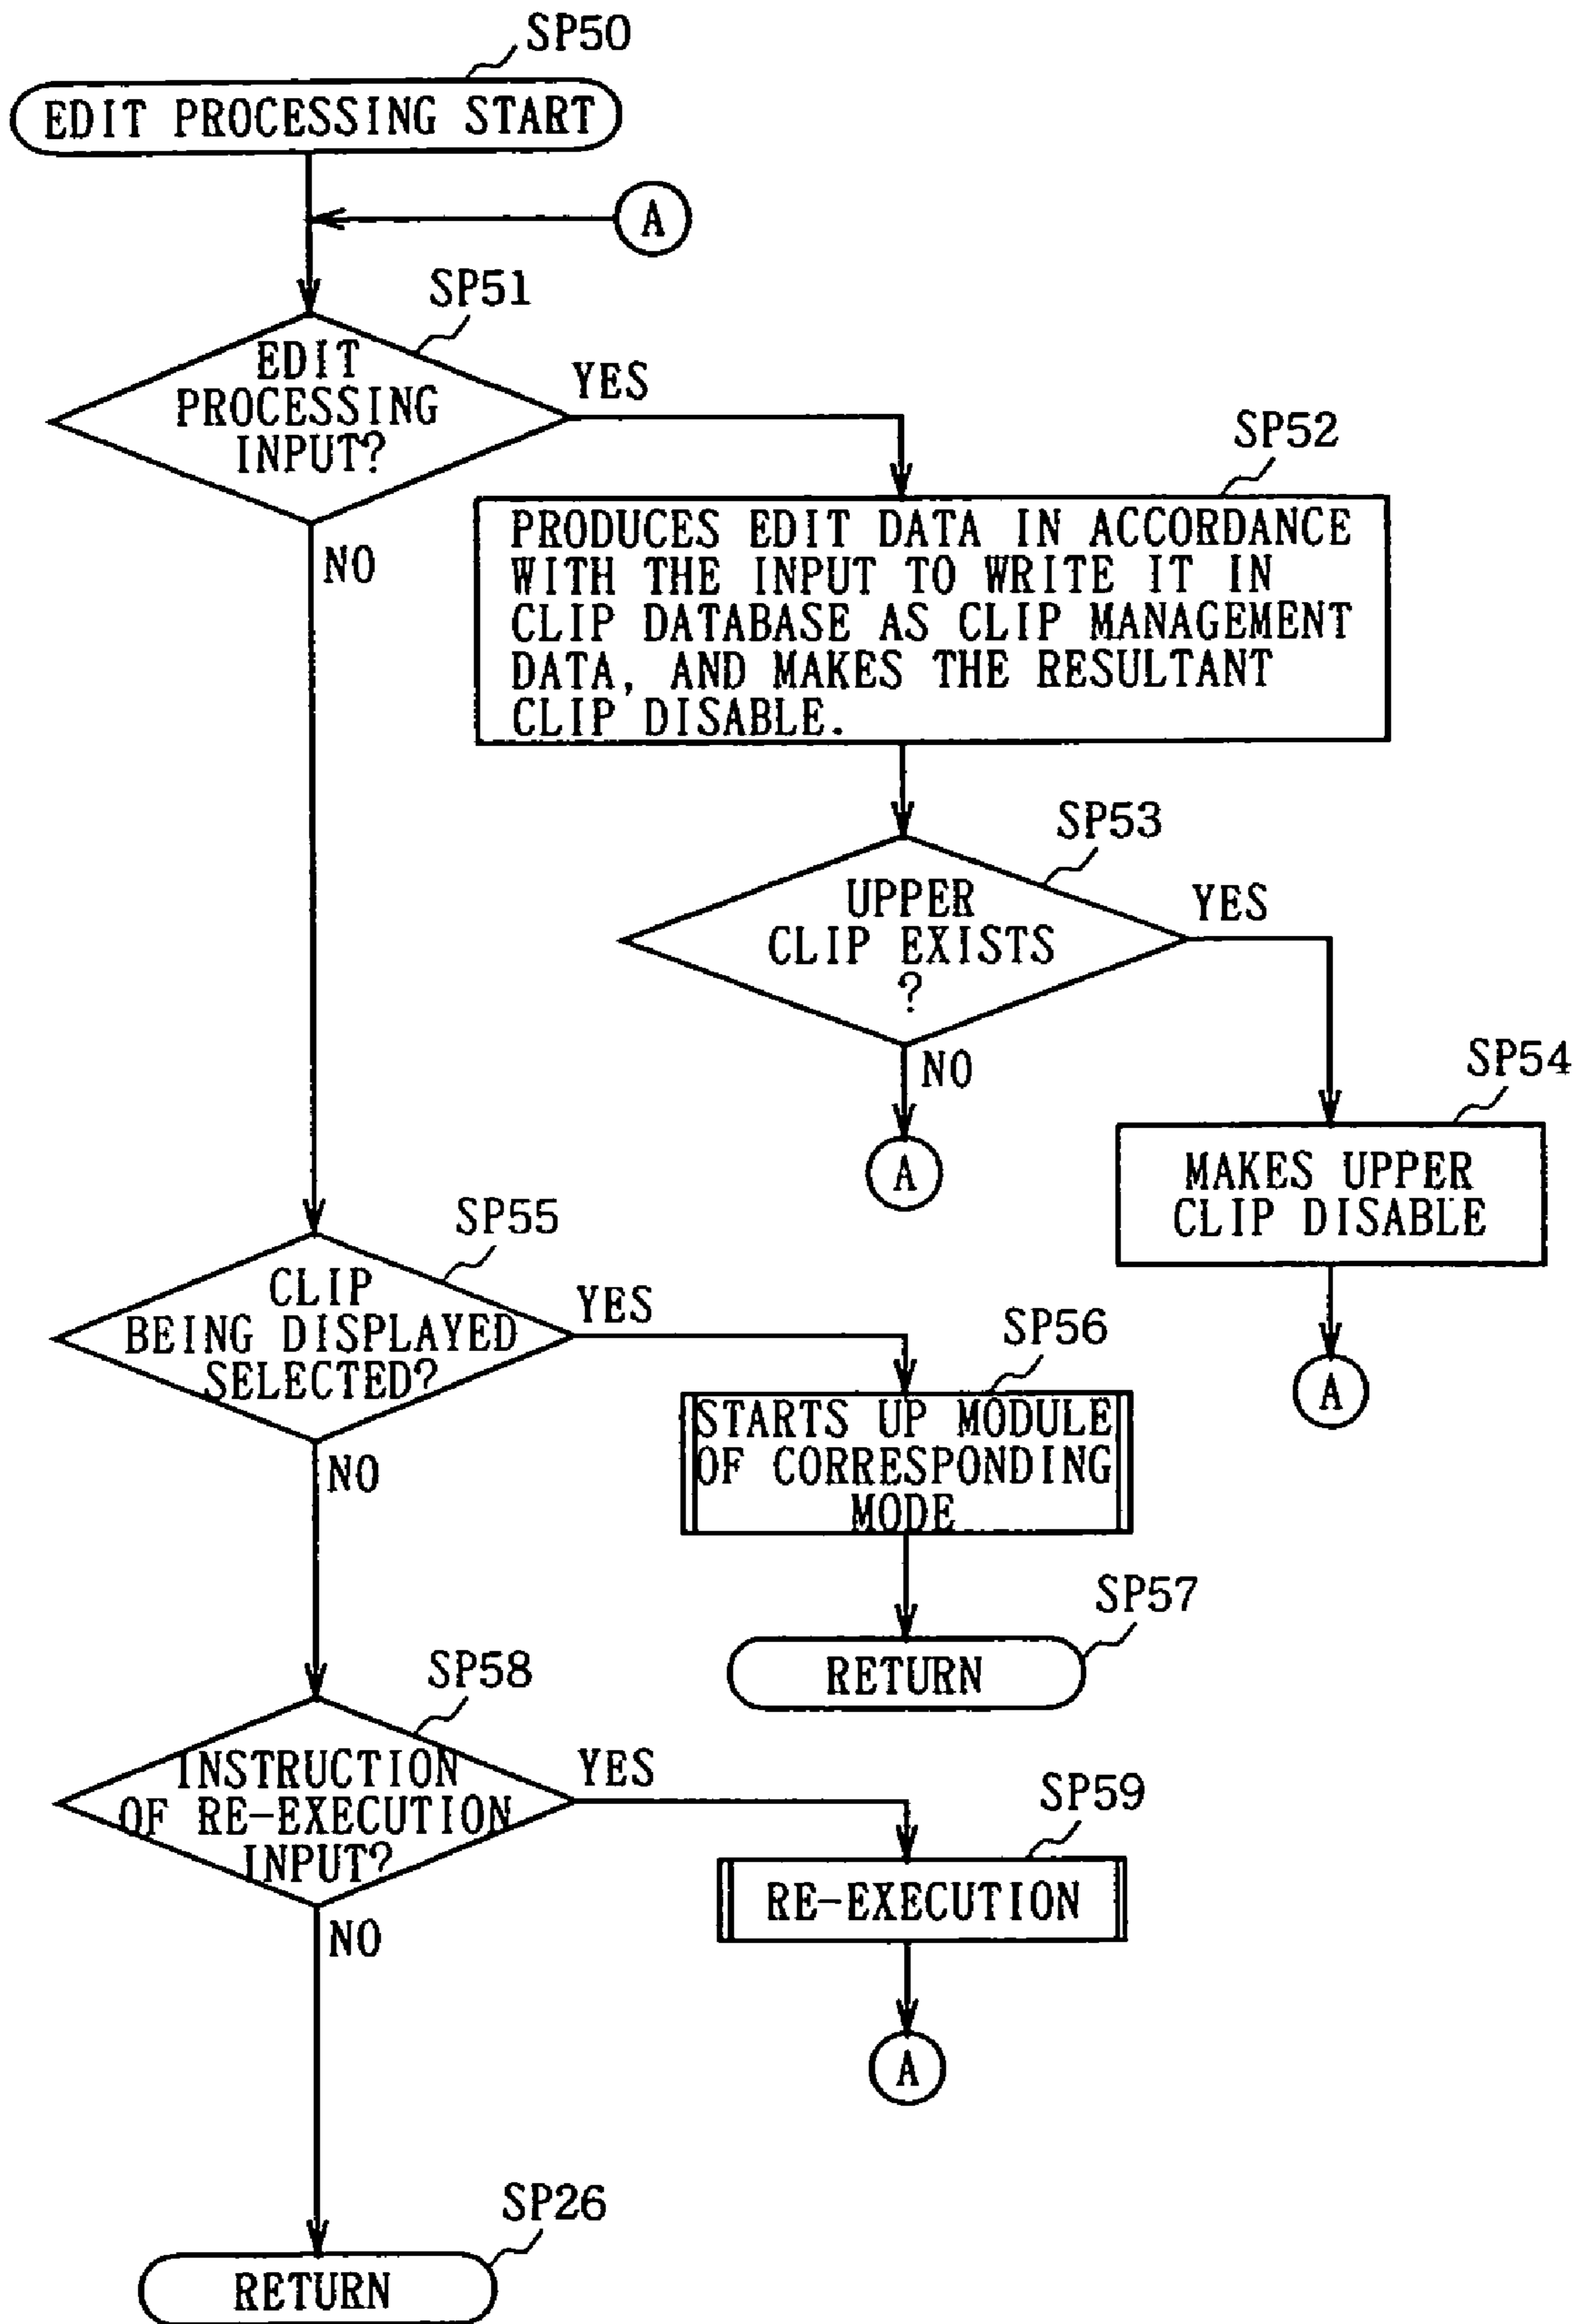 SP50
EDIT PROCESSING START
A
SP51
EDIT
PROCESSING
INPUT?
YES
NO
SP52
PRODUCES EDIT DATA IN ACCORDANCE
WITH THE INPUT TO WRITE IT IN
CLIP DATABASE AS CLIP MANAGEMENT
DATA, AND MAKES THE RESULTANT
CLIP DISABLE.
SP53
UPPER
CLIP EXISTS
?
YES
NO
A
SP54
MAKES UPPER
CLIP DISABLE
A
SP55
CLIP
BEING DISPLAYED
SELECTED?
YES
NO
SP56
STARTS UP MODULE
OF CORRESPONDING
MODE
SP57
RETURN
SP58
INSTRUCTION
OF RE-EXECUTION
INPUT?
YES
NO
SP59
RE-EXECUTION
A
SP26
RETURN